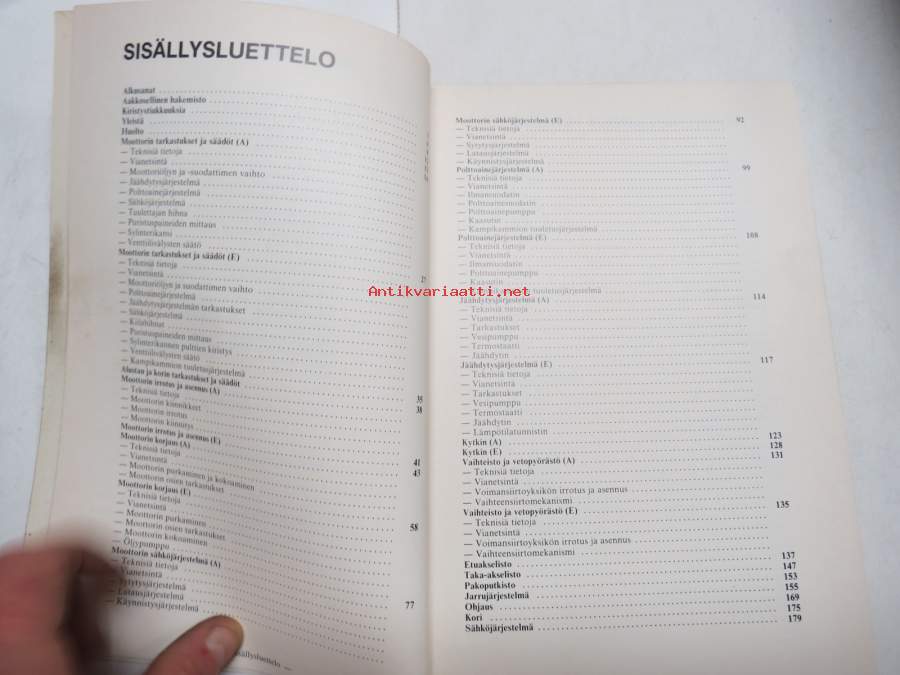 SISÄLLYSLUETTELO
Alkusanat
Aakkosellinen hakemisto
Kiristystiukkuuksia
Yleistä
Huolto
Moottorin tarkastukset ja säädöt (A)
— Teknisiä tietoja
— Vianetsintä
— Moottoriöljyn ja -suodattimen vaihto
— Jäähdytysjärjestelmä
— Polttoainejärjestelmä
— Sähköjärjestelmä
— Tuulettajan hihna
— Puristuspaineiden mittaus
— Sylinterikansi
— Venttiilivälysten säätö
Moottorin tarkastukset ja säädöt (E)
— Teknisiä tietoja
— Vianetsintä
— Moottoriöljyn ja suodattimen vaihto
— Polttoainejärjestelmä
— Jäähdytysjärjestelmän tarkastukset
— Sähköjärjestelmä
— Kiilahihnat
— Puristuspaineiden mittaus
— Sylinterikannen pulttien kiristys
— Venttiilivälysten säätö
— Kampikammion tuuletusjärjestelmä
Alustan ja korin tarkastukset ja säädöt 35
Moottorin irrotus ja asennus (A) 38
— Teknisiä tietoja
— Moottorin kiinnikkeet
— Moottorin irrotus
— Moottorin kiinnitys
Moottorin irrotus ja asennus (E) 41
Moottorin korjaus (A) 43
— Teknisiä tietoja
— Vianetsintä
— Moottorin purkaminen ja kokoaminen
— Moottorin osien tarkastukset
Moottorin korjaus (E) 58
— Teknisiä tietoja
— Vianetsintä
— Moottorin purkaminen
— Moottorin osien tarkastukset
— Moottorin kokoaminen
— Öljypumppu
Moottorin sähköjärjestelmä (A) 77
— Teknisiä tietoja
— Vianetsintä
— Sytytysjärjestelmä
— Latausjärjestelmä
— Käynnistysjärjestelmä
sisällysluettelo —
Moottorin sähköjärjestelmä (E) 92
— Teknisiä tietoja
— Vianetsintä
— Sytytysjärjestelmä
— Latausjärjestelmä
— Käynnistysjärjestelmä
Polttoainejärjestelmä (A) 99
— Teknisiä tietoja
— Vianetsintä
— Ilmansuodatin
— Polttoainesuodatin
— Polttoainepumppu
— Kaasutin
— Kampikammion tuuletusjärjestelmä
Polttoainejärjestelmä (E) 108
— Teknisiä tietoja
— Vianetsintä
— Ilmansuodatin
— Polttoainepumppu
— Kaasutin
tuuletusjärjestelmä
Antikvariaatti.net
Jäähdytysjärjestelmä (A) 114
— Teknisiä tietoja
— Vianetsintä
— Tarkastukset
— Vesipumppu
— Termostaatti
— Jäähdytin
Jäähdytysjärjestelmä (E) 117
— Teknisiä tietoja
— Vianetsintä
— Tarkastukset
— Vesipumppu
— Termostaatti
— Jäähdytin
— Lämpötilatunnistin
Kytkin (A) 123
Kytkin (E) 128
Vaihteisto ja vetopyörästö (A) 131
— Teknisiä tietoja
— Vianetsintä
— Voimansiirtoyksikön irrotus ja asennus
— Vaihteensiirtomekanismi
Vaihteisto ja vetopyörästö (E) 135
— Teknisiä tietoja
— Vianetsintä
— Voimansiirtoyksikön irrotus ja asennus
— Vaihteensiirtomekanismi
Etuakselisto 137
Taka-akselisto 147
Pakoputkisto 153
Jarrujärjestelmä 155
Ohjaus 169
Kori 175
Sähköjärjestelmä 179